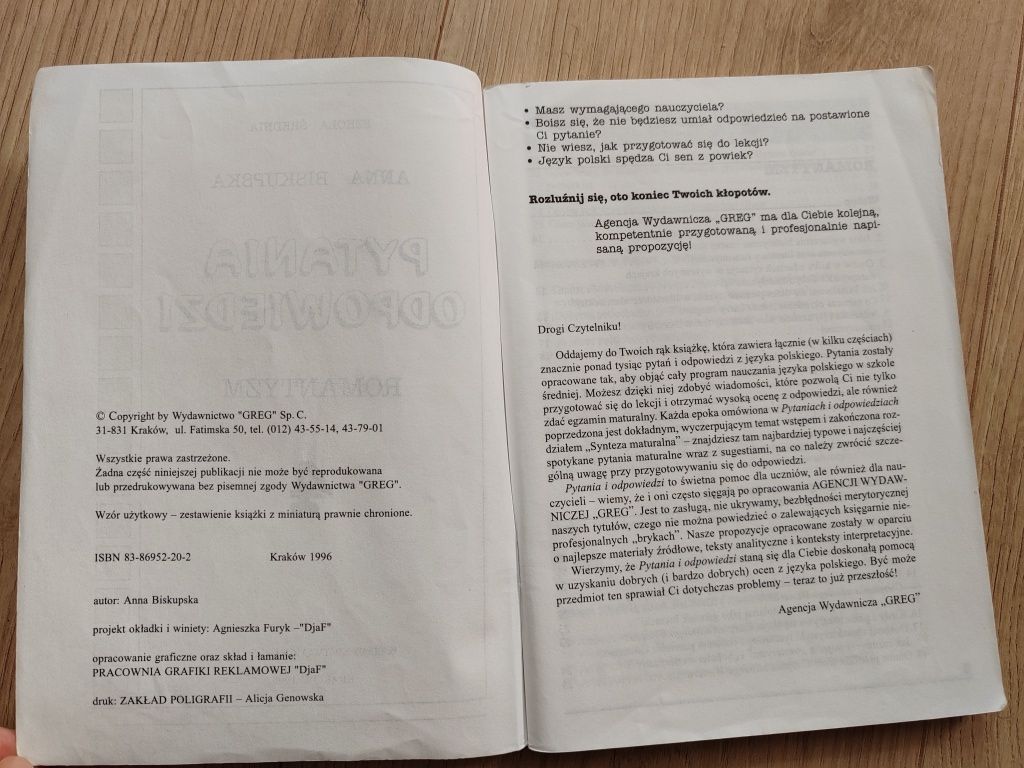 © Copyright by Wydawnictwo "GREG" Sp. C.
31-831 Kraków, ul. Fatimska 50, tel. (012) 43-55-14, 43-79-01
Wszystkie prawa zastrzeżone.
Żadna część niniejszej publikacji nie może być reprodukowana
lub przedrukowywana bez pisemnej zgody Wydawnictwa "GREG".
Wzór użytkowy – zestawienie książki z miniaturą prawnie chronione.
ISBN 83-86952-20-2 Kraków 1996
autor: Anna Biskupska
projekt okładki i winiety: Agnieszka Furyk –"DjaF"
opracowanie graficzne oraz skład i łamanie:
PRACOWNIA GRAFIKI REKLAMOWEJ "DjaF"
druk: ZAKŁAD POLIGRAFII – Alicja Genowska
• Masz wymagającego nauczyciela?
• Boisz się, że nie będziesz umiał odpowiedzieć na postawione
Ci pytanie?
• Nie wiesz, jak przygotować się do lekcji?
• Język polski spędza Ci sen z powiek?
Rozluźnij się, oto koniec Twoich kłopotów.
Agencja Wydawnicza „GREG" ma dla Ciebie kolejną,
kompetentnie przygotowaną i profesjonalnie napi-
saną propozycję!
Drogi Czytelniku!
Oddajemy do Twoich rąk książkę, która zawiera łącznie (w kilku częściach)
znacznie ponad tysiąc pytań i odpowiedzi z języka polskiego. Pytania zostały
opracowane tak, aby objąć cały program nauczania języka polskiego w szkole
średniej. Możesz dzięki niej zdobyć wiadomości, które pozwolą Ci nie tylko
przygotować się do lekcji i otrzymać wysoką ocenę z odpowiedzi, ale również
zdać egzamin maturalny. Każda epoka omówiona w Pytaniach i odpowiedziach
poprzedzona jest dokładnym, wyczerpującym temat wstępem i zakończona roz-
działem „Synteza maturalna" – znajdziesz tam najbardziej typowe i najczęściej
spotykane pytania maturalne wraz z sugestiami, na co należy zwrócić szcze-
gólną uwagę przy przygotowywaniu się do odpowiedzi.
Pytania i odpowiedzi to świetna pomoc dla uczniów, ale również dla nau-
czycieli – wiemy, że i oni często sięgają po opracowania AGENCJI WYDAW-
NICZEJ „GREG". Jest to zasługą, nie ukrywamy, bezbłędności merytorycznej
naszych tytułów, czego nie można powiedzieć o zalewających księgarnie nie-
profesjonalnych „brykach". Nasze propozycje opracowane zostały w oparciu
o najlepsze materiały źródłowe, teksty analityczne i konteksty interpretacyjne.
Wierzymy, że Pytania i odpowiedzi staną się dla Ciebie doskonałą pomocą
w uzyskaniu dobrych (i bardzo dobrych) ocen z języka polskiego. Być może
przedmiot ten sprawiał Ci dotychczas problemy – teraz to już przeszłość!
Agencja Wydawnicza „GREG"